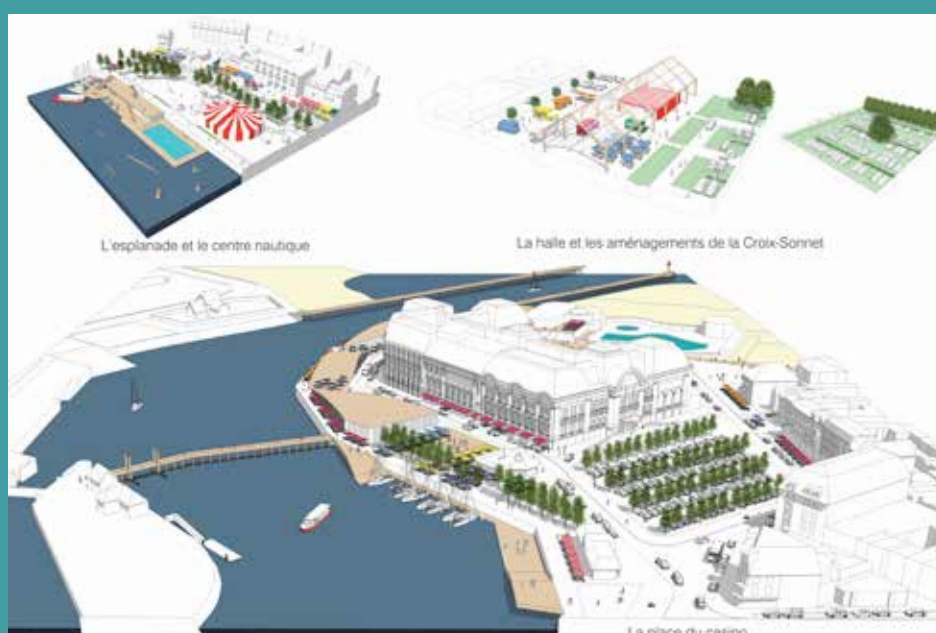 L'esplanade et le centre nautique
La halle et les aménagements de la Croix-Sonnet
La place du casino